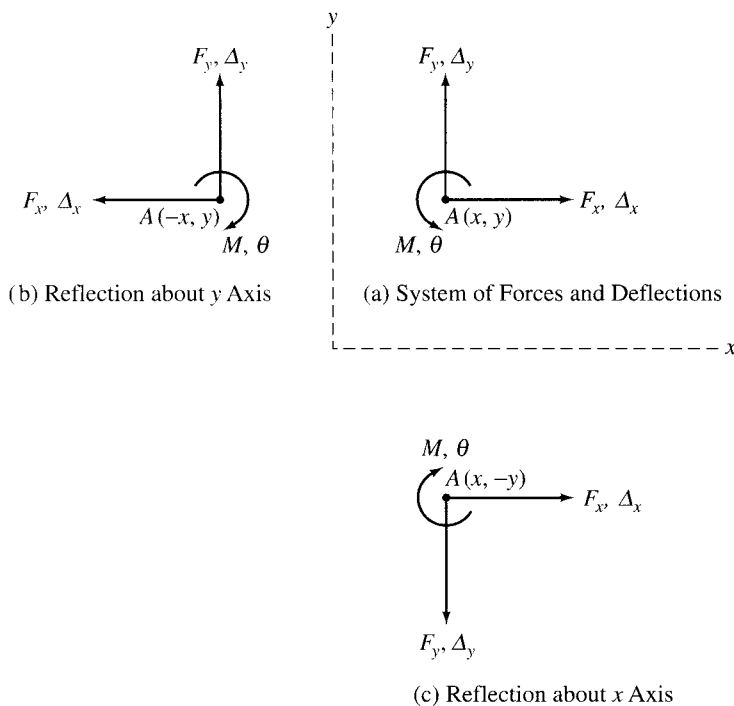 y
F_y, Δ_y
F_y, Δ_y
F_x, Δ_x
A(−x, y)
M, θ
F_x, Δ_x
A(x, y)
M, θ
(b) Reflection about y Axis
(a) System of Forces and Deflections
x
M, θ
A(x, −y)
F_x, Δ_x
F_y, Δ_y
(c) Reflection about x Axis